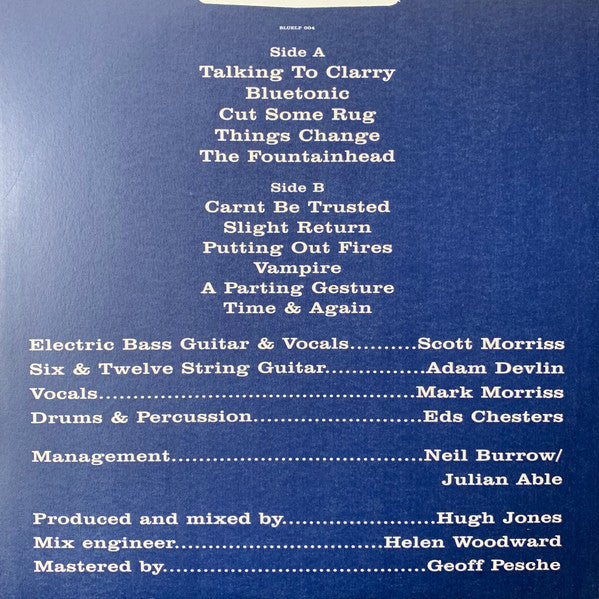 BLUELP 004
Side A
Talking To Clarry
Bluetonic
Cut Some Rug
Things Change
The Fountainhead
Side B
Carnt Be Trusted
Slight Return
Putting Out Fires
Vampire
A Parting Gesture
Time & Again
Electric Bass Guitar & Vocals..........Scott Morriss
Six & Twelve String Guitar...............Adam Devlin
Vocals................................................Mark Morriss
Drums & Percussion.........................Eds Chesters
Management.....................................Neil Burrow/
Julian Able
Produced and mixed by......................Hugh Jones
Mix engineer...............................Helen Woodward
Mastered by......................................Geoff Pesche